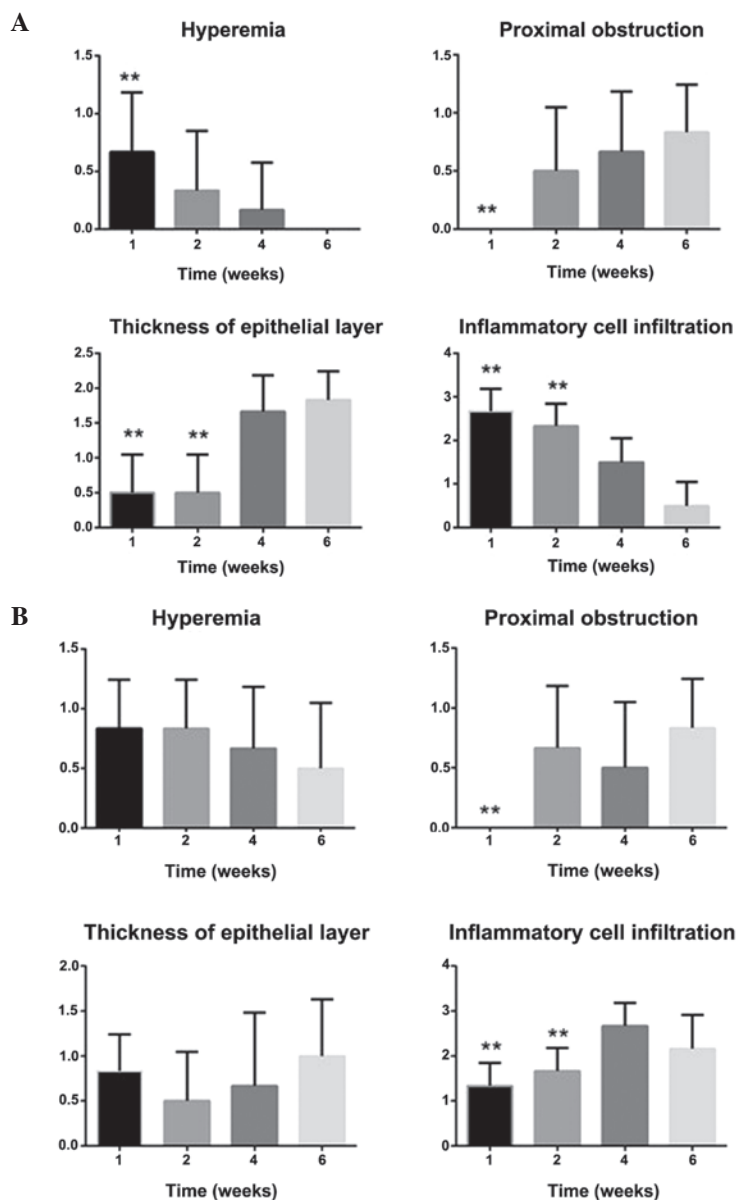 A
Hyperemia
1.5
1.0
0.5
0.0
**
1 2 4 6
Time (weeks)
Proximal obstruction
1.5
1.0
0.5
0.0
**
1 2 4 6
Time (weeks)
Thickness of epithelial layer
2.5
2.0
1.5
1.0
0.5
0.0
** **
1 2 4 6
Time (weeks)
Inflammatory cell infiltration
4
3
2
1
0
** **
1 2 4 6
Time (weeks)
B
Hyperemia
1.5
1.0
0.5
0.0
1 2 4 6
Time (weeks)
Proximal obstruction
1.5
1.0
0.5
0.0
**
1 2 4 6
Time (weeks)
Thickness of epithelial layer
2.0
1.5
1.0
0.5
0.0
1 2 4 6
Time (weeks)
Inflammatory cell infiltration
4
3
2
1
0
** **
1 2 4 6
Time (weeks)